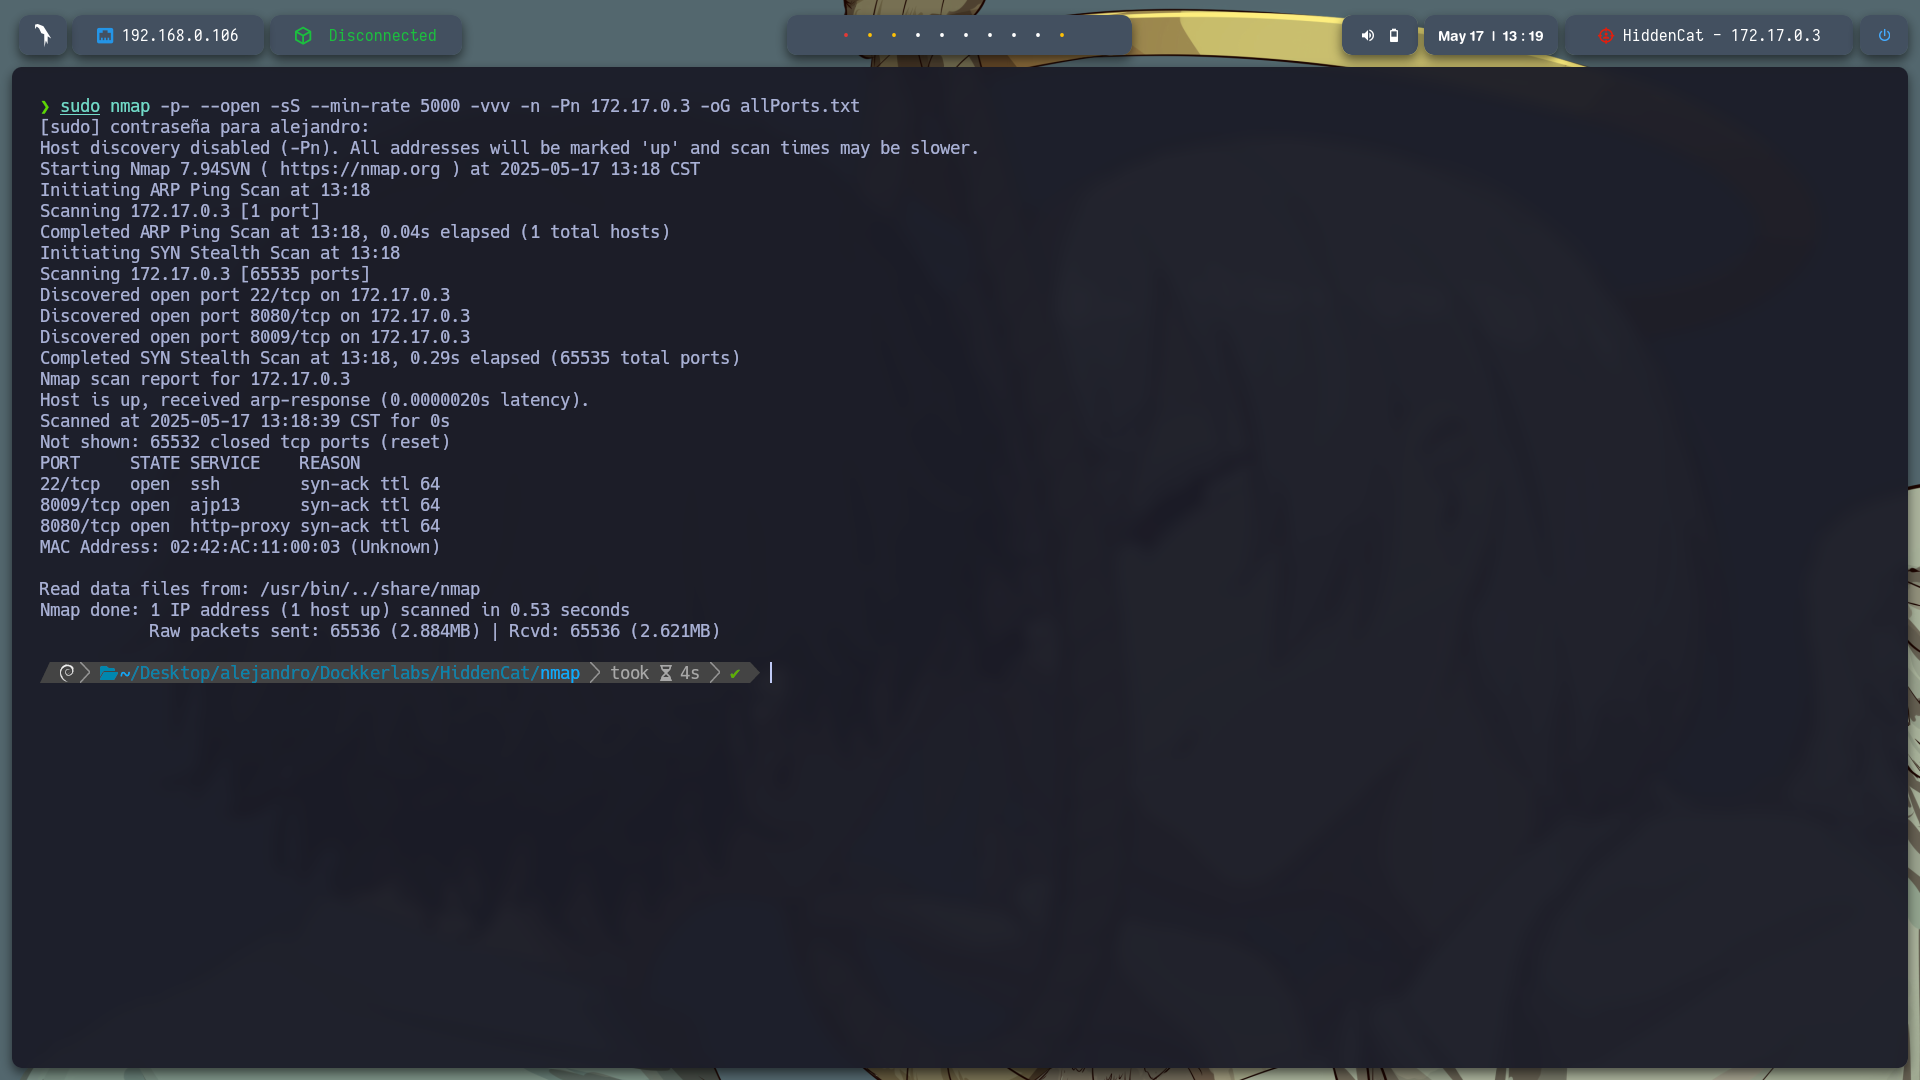 192.168.0.106
Disconnected
May 17 | 13:19
HiddenCat - 172.17.0.3
❯ sudo nmap -p- --open -sS --min-rate 5000 -vvv -n -Pn 172.17.0.3 -oG allPorts.txt
[sudo] contraseña para alejandro:
Host discovery disabled (-Pn). All addresses will be marked 'up' and scan times may be slower.
Starting Nmap 7.94SVN ( https://nmap.org ) at 2025-05-17 13:18 CST
Initiating ARP Ping Scan at 13:18
Scanning 172.17.0.3 [1 port]
Completed ARP Ping Scan at 13:18, 0.04s elapsed (1 total hosts)
Initiating SYN Stealth Scan at 13:18
Scanning 172.17.0.3 [65535 ports]
Discovered open port 22/tcp on 172.17.0.3
Discovered open port 8080/tcp on 172.17.0.3
Discovered open port 8009/tcp on 172.17.0.3
Completed SYN Stealth Scan at 13:18, 0.29s elapsed (65535 total ports)
Nmap scan report for 172.17.0.3
Host is up, received arp-response (0.0000020s latency).
Scanned at 2025-05-17 13:18:39 CST for 0s
Not shown: 65532 closed tcp ports (reset)
PORT     STATE SERVICE    REASON
22/tcp   open  ssh        syn-ack ttl 64
8009/tcp open  ajp13      syn-ack ttl 64
8080/tcp open  http-proxy syn-ack ttl 64
MAC Address: 02:42:AC:11:00:03 (Unknown)
Read data files from: /usr/bin/../share/nmap
Nmap done: 1 IP address (1 host up) scanned in 0.53 seconds
           Raw packets sent: 65536 (2.884MB) | Rcvd: 65536 (2.621MB)
~/Desktop/alejandro/Dockkerlabs/HiddenCat/nmap took 4s ✔